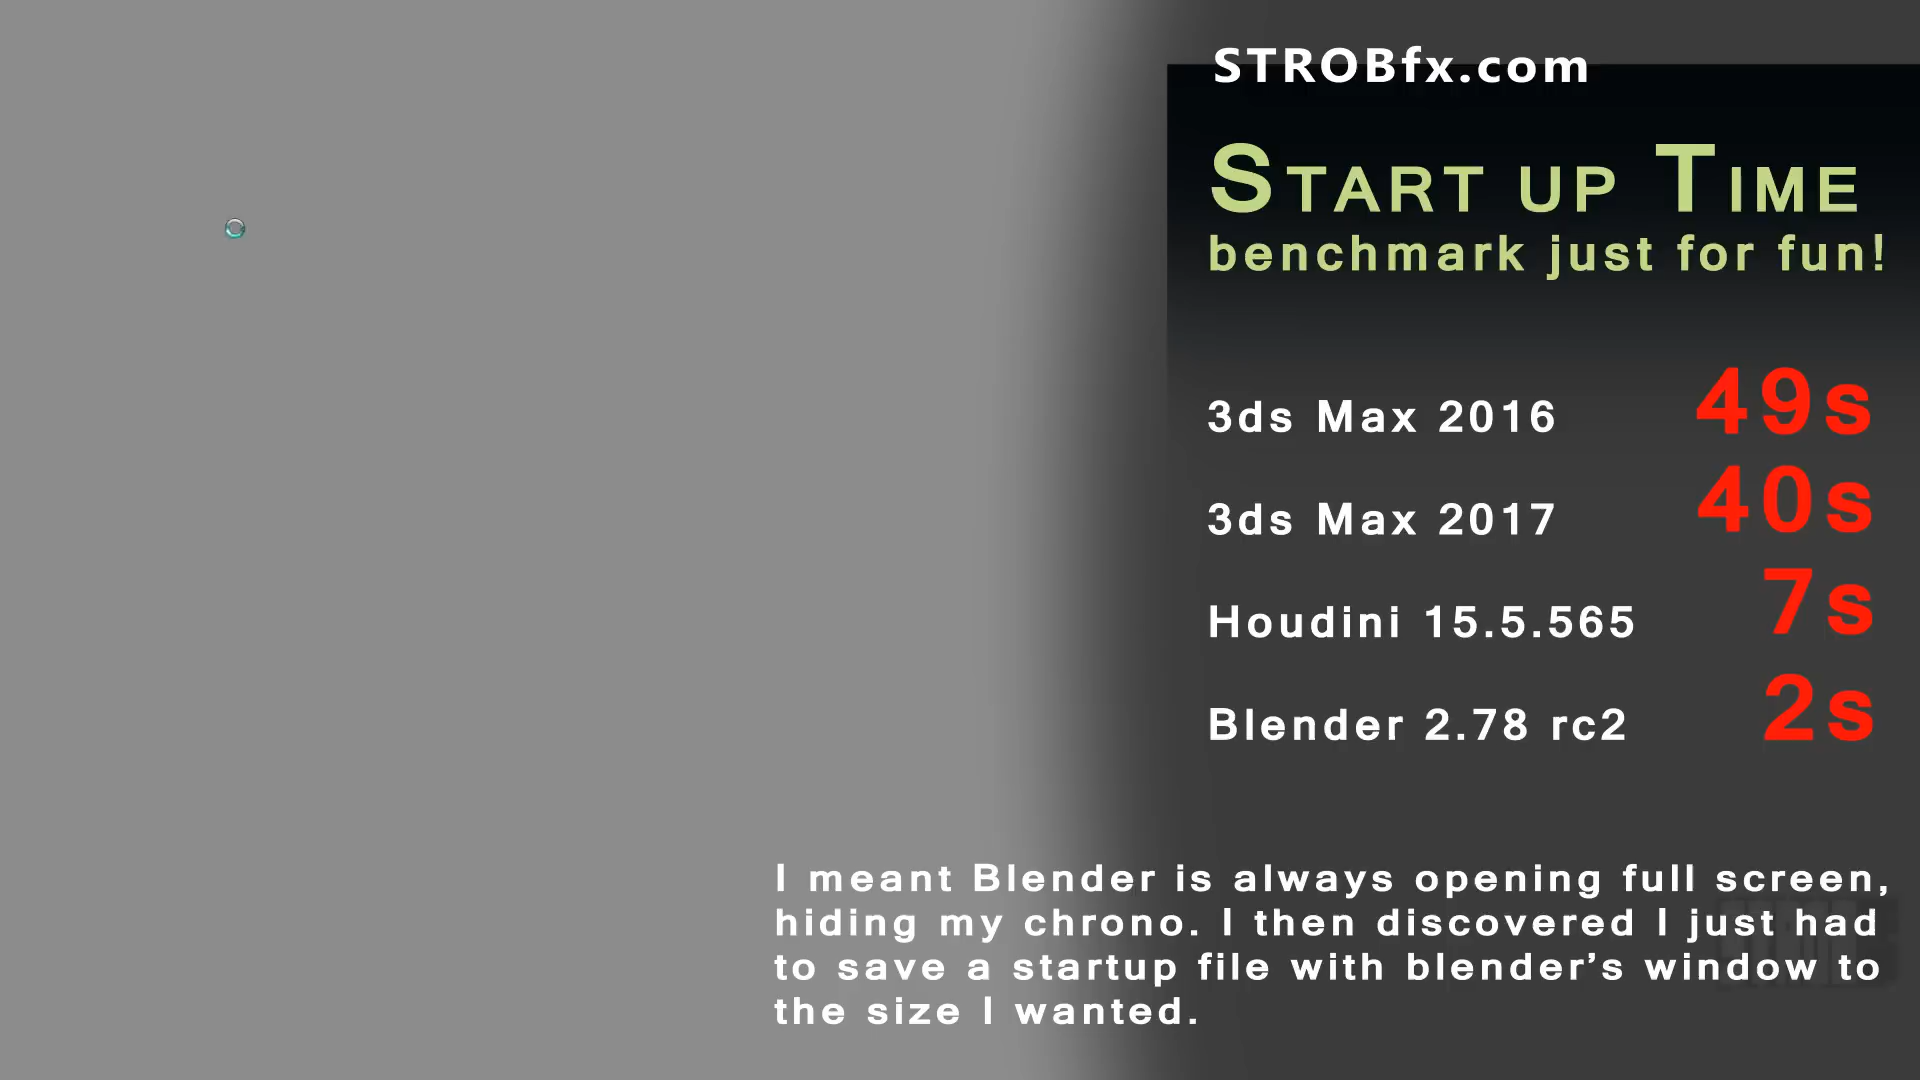 STROBfx.com
START UP TIME
benchmark just for fun!
3ds Max 2016 49s
3ds Max 2017 40s
Houdini 15.5.565 7s
Blender 2.78 rc2 2s
I meant Blender is always opening full screen,
hiding my chrono. I then discovered I just had
to save a startup file with blender’s window to
the size I wanted.